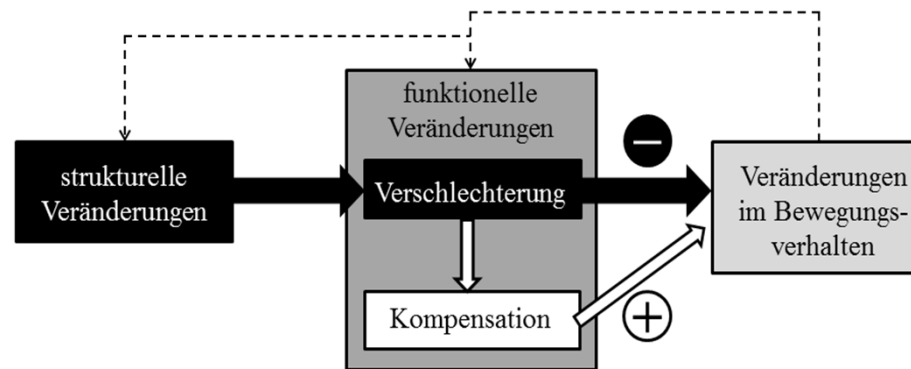 funktionelle
Veränderungen
strukturelle
Veränderungen
Verschlechterung
Kompensation
−
+
Veränderungen
im Bewegungs-
verhalten